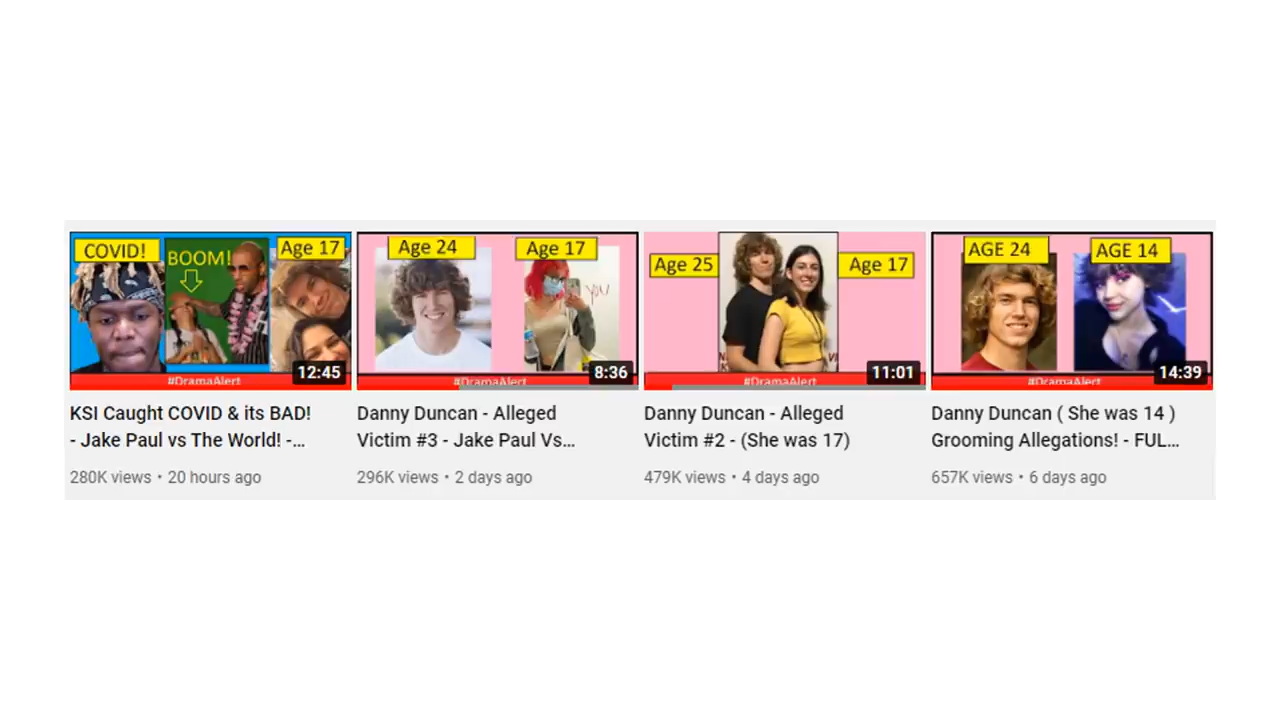 COVID!
BOOM!
Age 17
#DramaAlert
12:45
KSI Caught COVID & its BAD!
- Jake Paul vs The World! -...
280K views • 20 hours ago
Age 24
Age 17
YOU
#DramaAlert
8:36
Danny Duncan - Alleged
Victim #3 - Jake Paul Vs...
296K views • 2 days ago
Age 25
Age 17
#DramaAlert
11:01
Danny Duncan - Alleged
Victim #2 - (She was 17)
479K views • 4 days ago
AGE 24
AGE 14
#DramaAlert
14:39
Danny Duncan ( She was 14 )
Grooming Allegations! - FUL...
657K views • 6 days ago